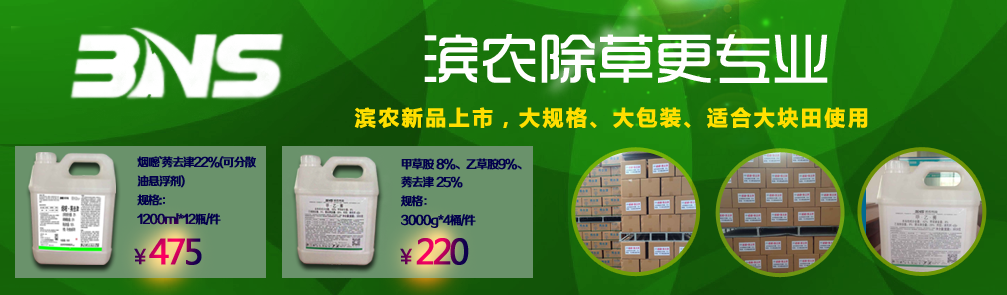 BNS
滨农除草更专业
滨农新品上市，大规格、大包装、适合大块田使用
烟嘧·莠去津22%(可分散
油悬浮剂)
规格：:
1200ml*12瓶/件
￥475
甲草胺 8%、乙草胺9%、
莠去津 25%
规格：
3000g*4桶/件
￥220